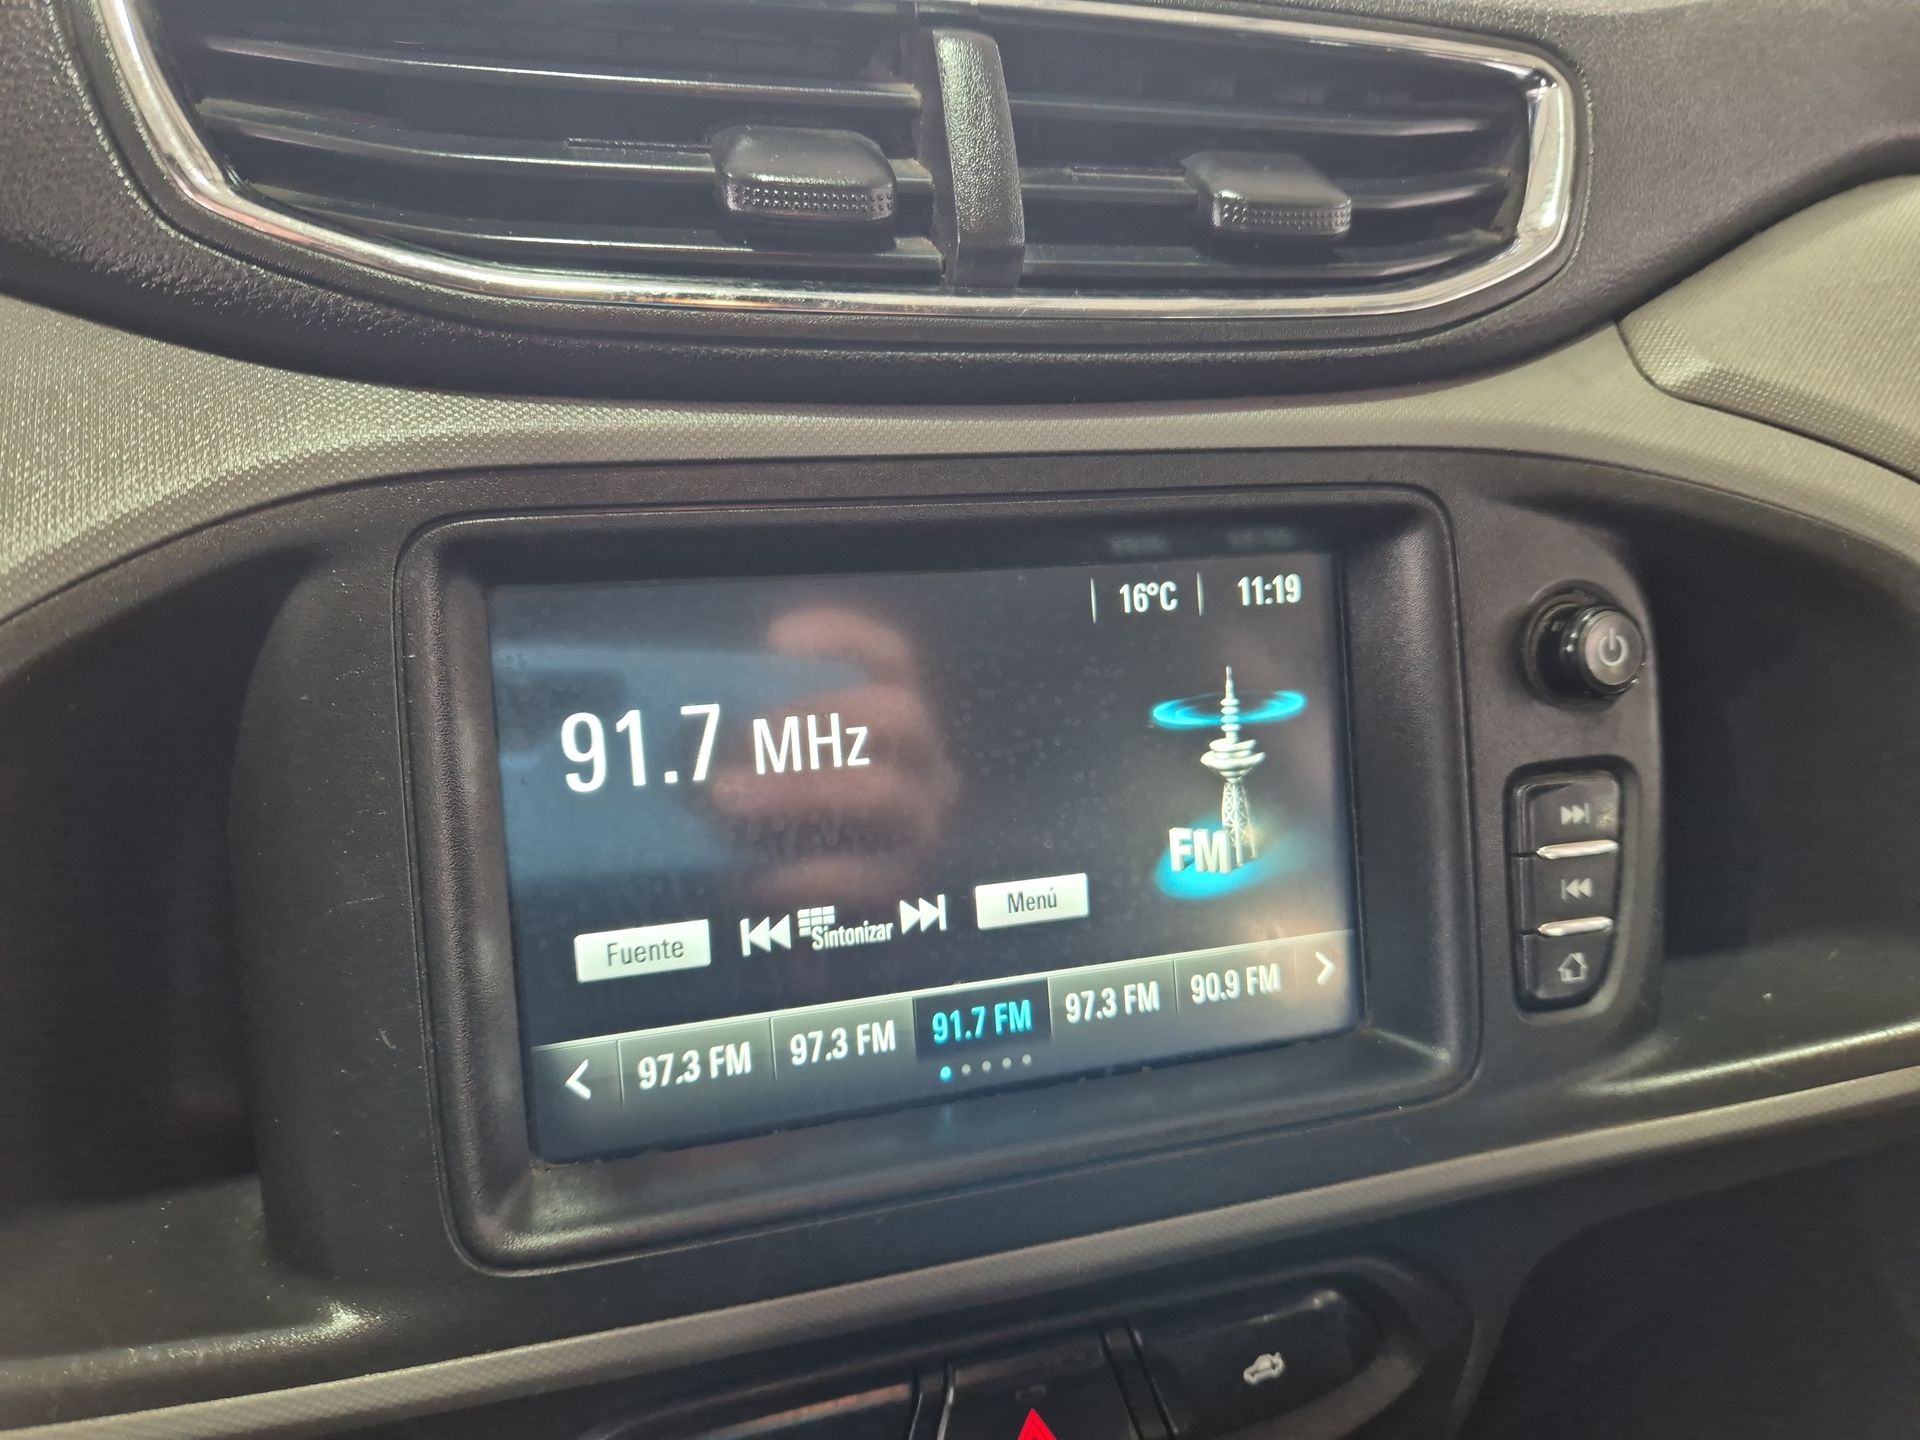 16°C 11:19
91.7 MHz
FM
Fuente Sintonizar Menú
97.3 FM 97.3 FM 91.7 FM 97.3 FM 90.9 FM